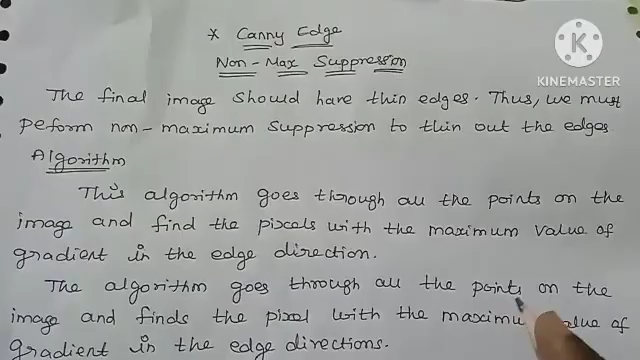 * Canny Edge
Non-Max Suppression
KINEMASTER
The final image should have thin edges. Thus, we must
peform non-maximum suppression to thin out the edges
Algorithm
This algorithm goes through all the points on the
image and find the pixels with the maximum value of
gradient in the edge direction.
The algorithm goes through all the points on the
image and finds the pixel with the maximum value of
gradient in the edge directions.